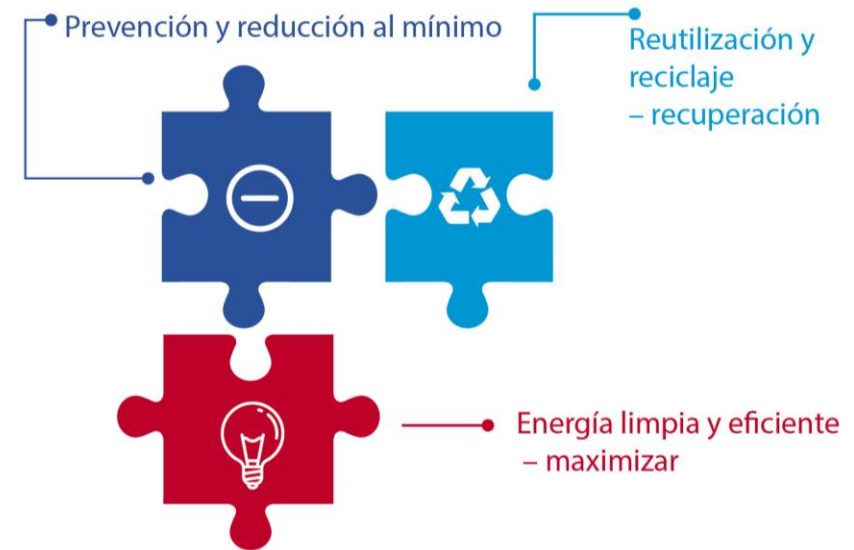 Prevención y reducción al mínimo
Reutilización y
reciclaje
– recuperación
Energía limpia y eficiente
– maximizar